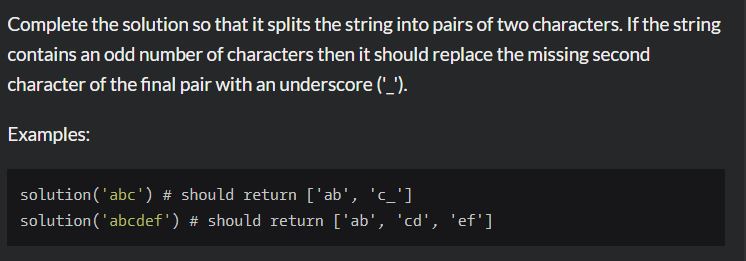 Complete the solution so that it splits the string into pairs of two characters. If the string
contains an odd number of characters then it should replace the missing second
character of the final pair with an underscore ('_').
Examples:
solution('abc') # should return ['ab', 'c_']
solution('abcdef') # should return ['ab', 'cd', 'ef']